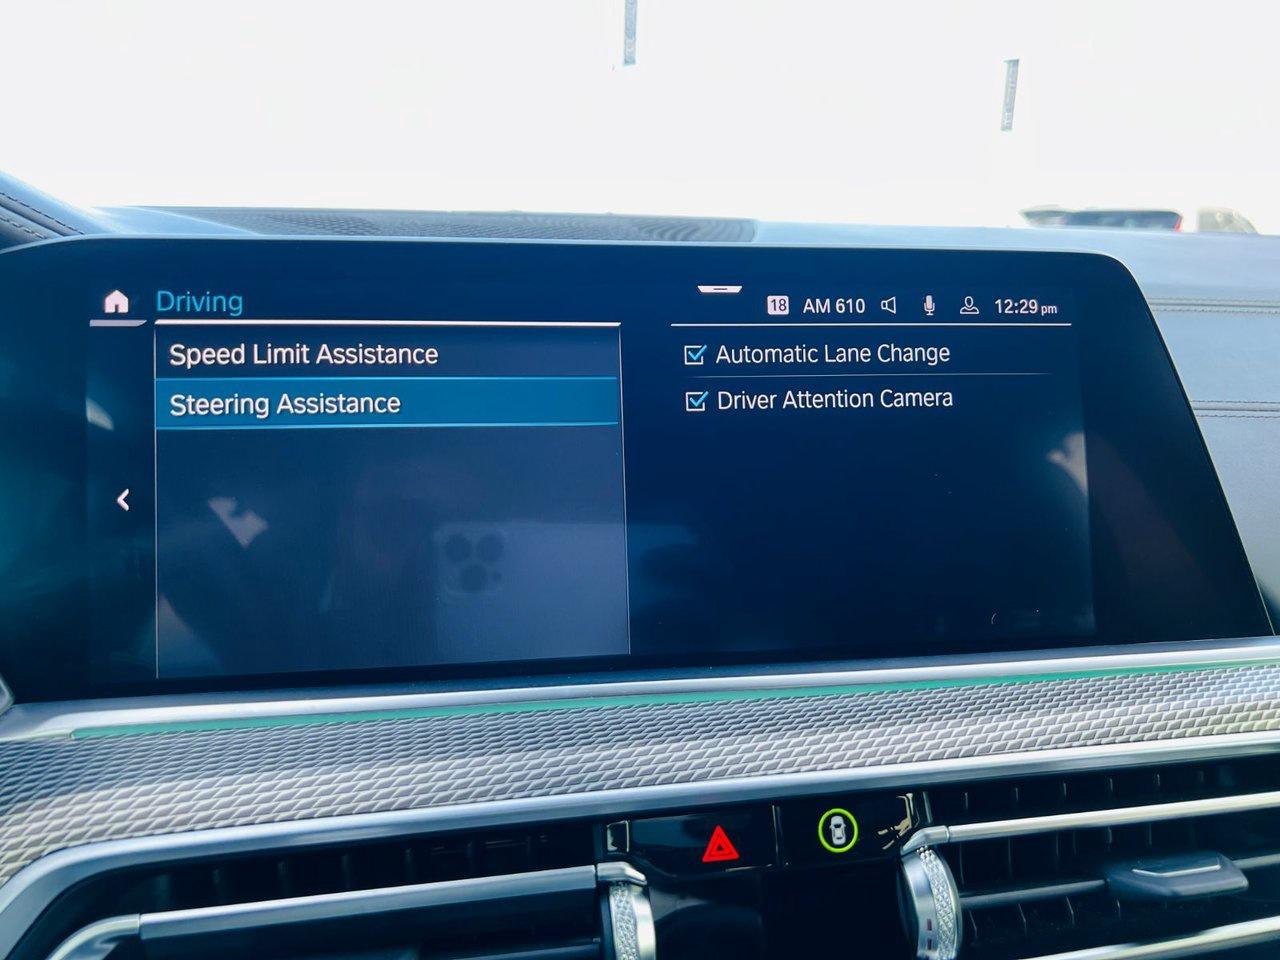 Driving
18 AM 610 12:29 pm
Speed Limit Assistance
Steering Assistance
Automatic Lane Change
Driver Attention Camera